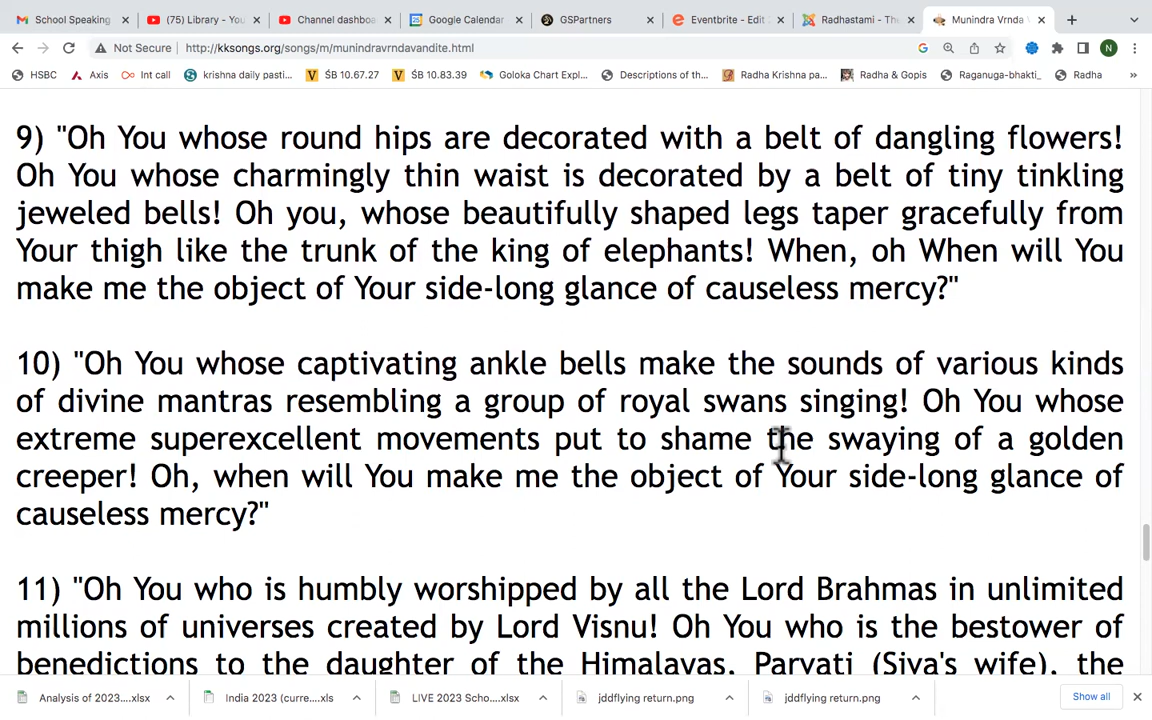 School Speaking
(75) Library - You
Channel dashboa
Google Calendar
GSPartners
Eventbrite - Edit
Radhastami - The
Munindra Vrnda
Not Secure | http://kksongs.org/songs/m/munindravrndavandite.html
N
HSBC
Axis
Int call
krishna daily pasti...
ŚB 10.67.27
ŚB 10.83.39
Goloka Chart Expl...
Descriptions of th...
Radha Krishna pa...
Radha & Gopis
Raganuga-bhakti_
Radha
9) "Oh You whose round hips are decorated with a belt of dangling flowers!
Oh You whose charmingly thin waist is decorated by a belt of tiny tinkling
jeweled bells! Oh you, whose beautifully shaped legs taper gracefully from
Your thigh like the trunk of the king of elephants! When, oh When will You
make me the object of Your side-long glance of causeless mercy?"
10) "Oh You whose captivating ankle bells make the sounds of various kinds
of divine mantras resembling a group of royal swans singing! Oh You whose
extreme superexcellent movements put to shame the swaying of a golden
creeper! Oh, when will You make me the object of Your side-long glance of
causeless mercy?"
11) "Oh You who is humbly worshipped by all the Lord Brahmas in unlimited
millions of universes created by Lord Visnu! Oh You who is the bestower of
benedictions to the daughter of the Himalayas, Parvati (Siva's wife), the
Analysis of 2023....xlsx
India 2023 (curre....xls
LIVE 2023 Scho....xlsx
jddflying return.png
jddflying return.png
Show all